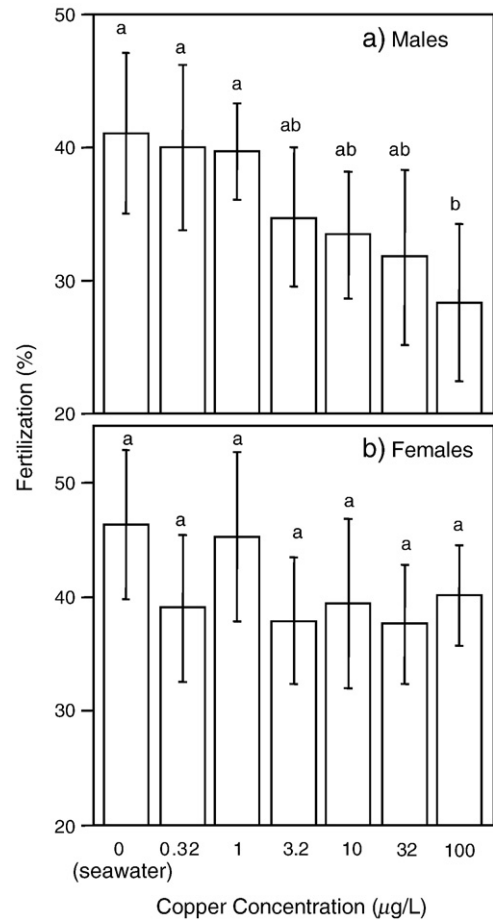 50
a
a
a) Males
a
40
ab
ab
ab
b
30
20
Fertilization (%)
a
a
b) Females
50
a
a
a
a
a
40
30
20
0 0.32 1 3.2 10 32 100
(seawater)
Copper Concentration (μg/L)